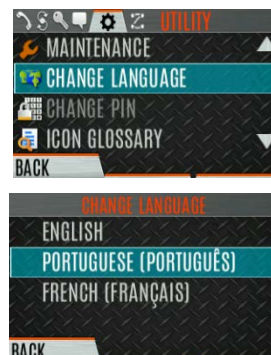 UTILITY
MAINTENANCE
CHANGE LANGUAGE
CHANGE PIN
ICON GLOSSARY
BACK
CHANGE LANGUAGE
ENGLISH
PORTUGUESE (PORTUGUÊS)
FRENCH (FRANÇAIS)
BACK